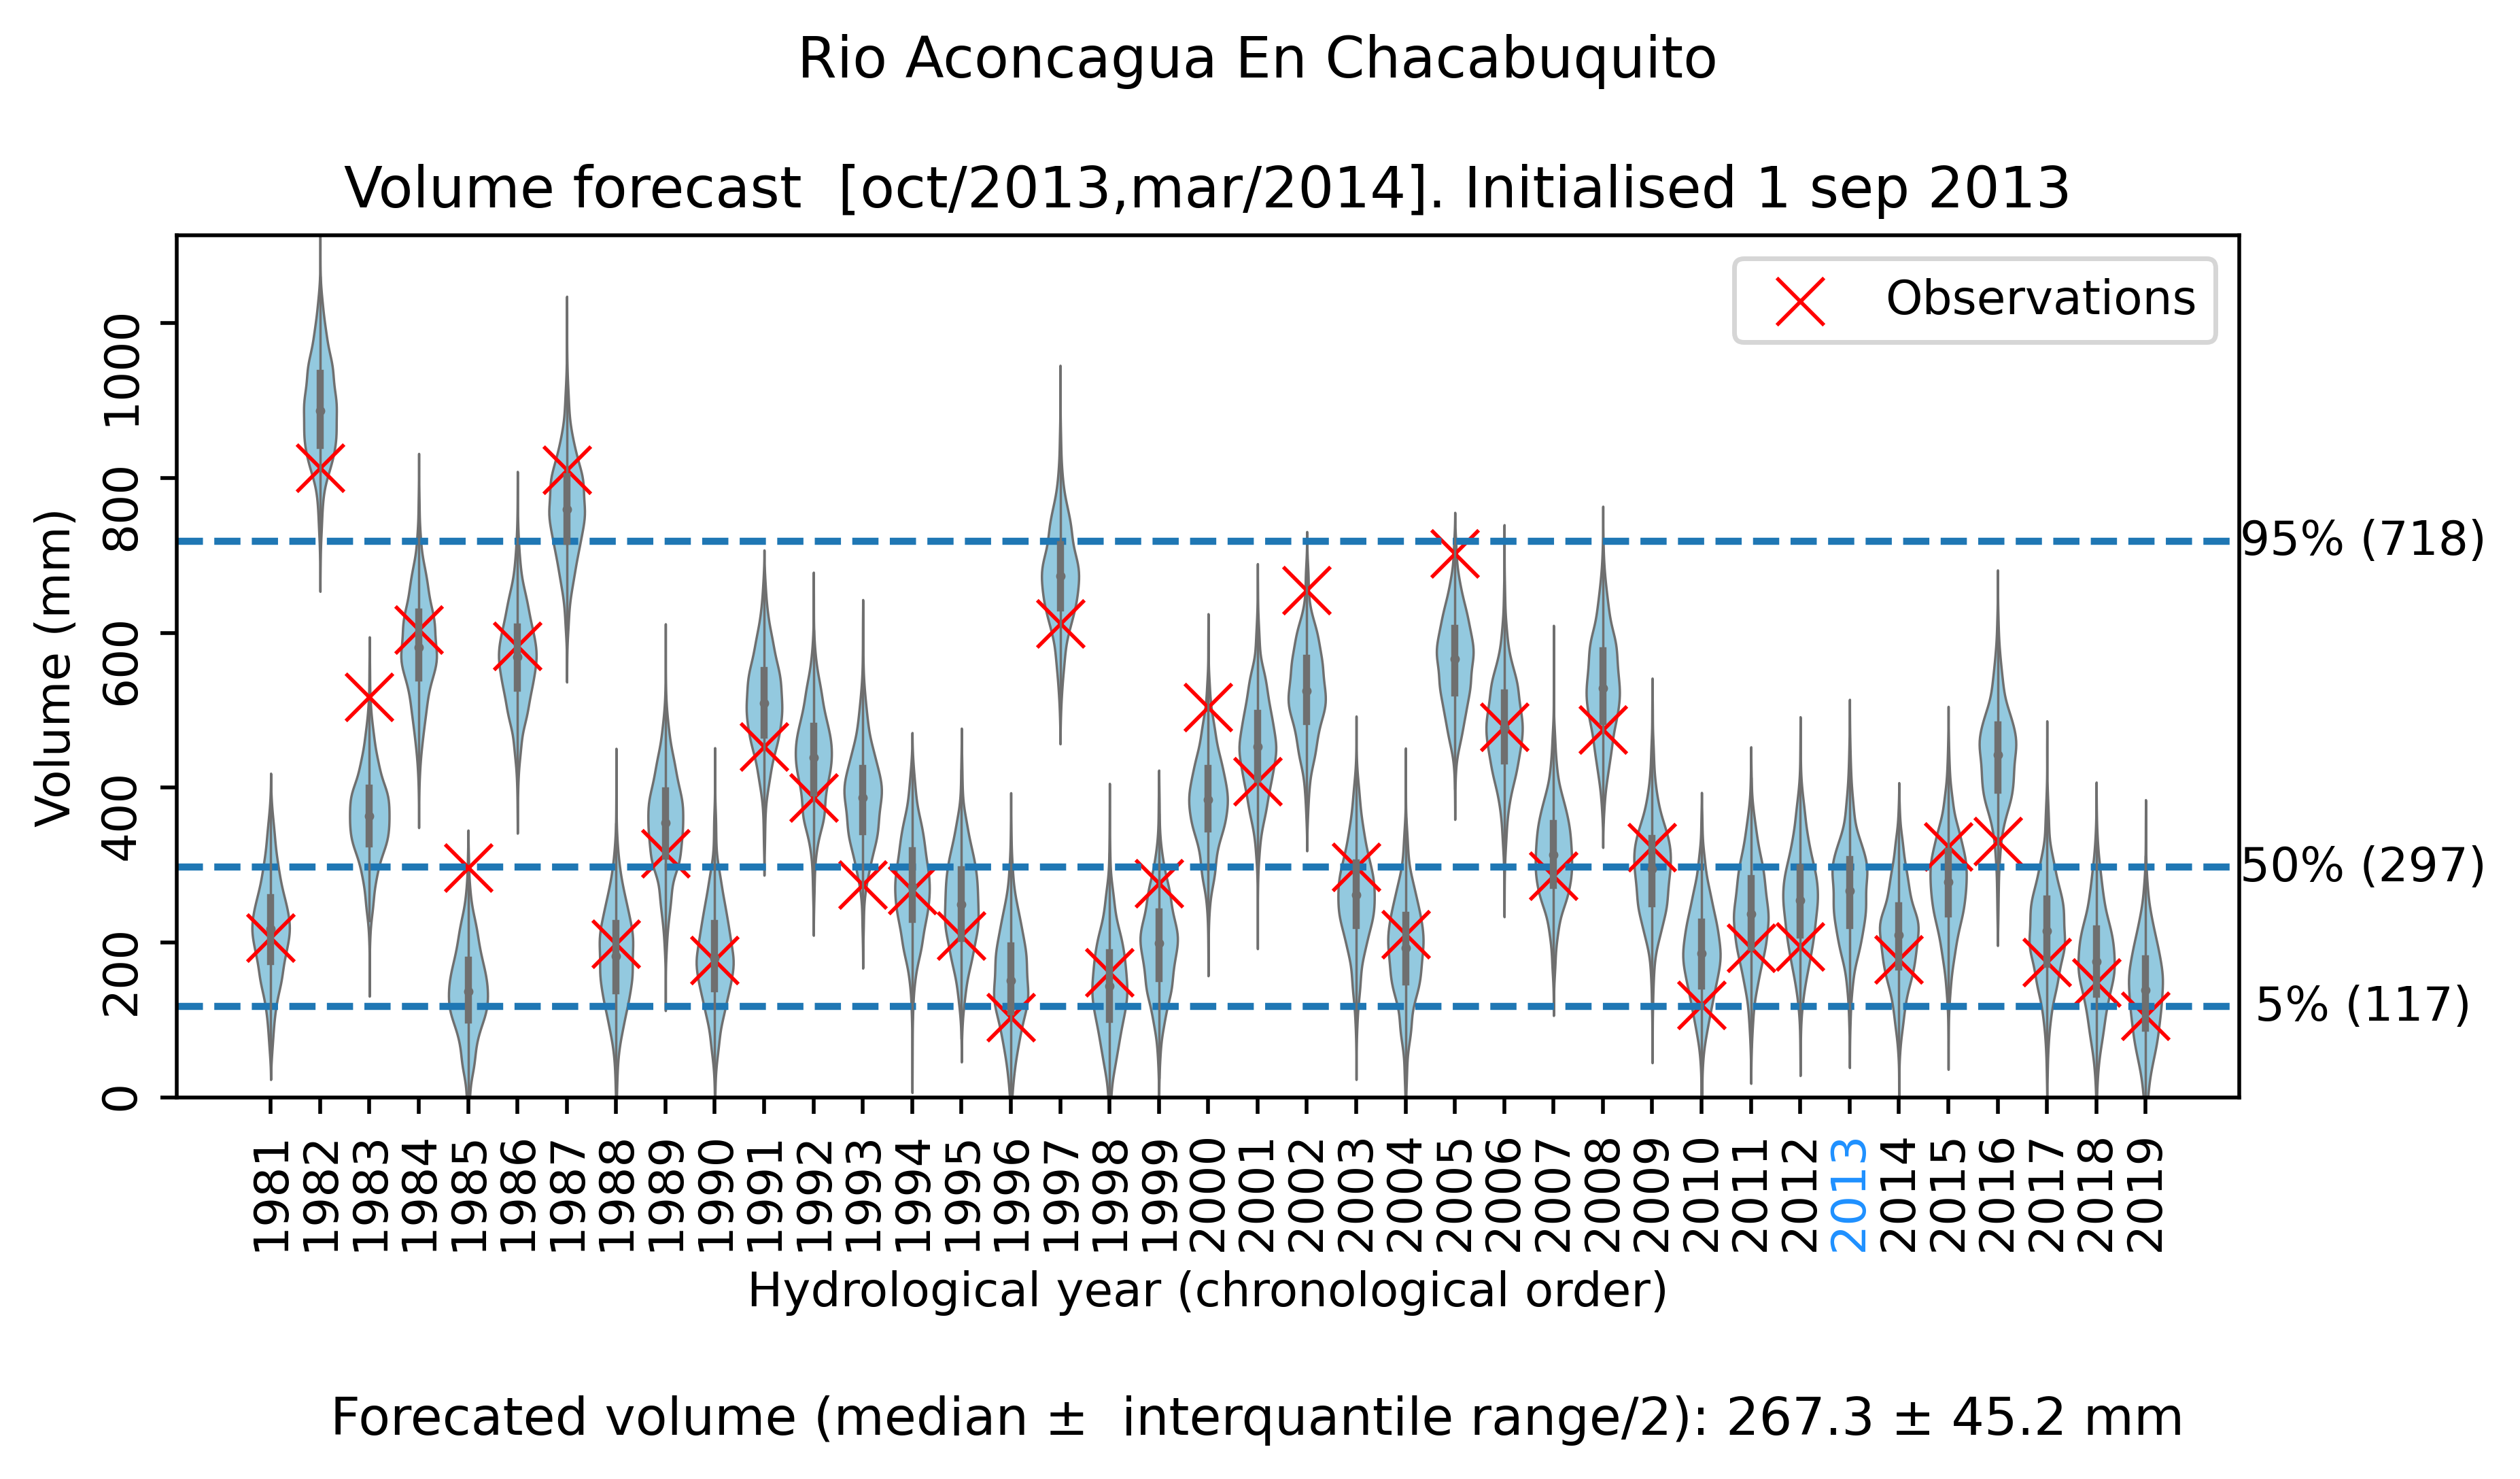 Rio Aconcagua En Chacabuquito
Volume forecast  [oct/2013,mar/2014]. Initialised 1 sep 2013
Observations
Volume (mm)
1000
800
600
400
200
0
95% (718)
50% (297)
5% (117)
1981 1982 1983 1984 1985 1986 1987 1988 1989 1990 1991 1992 1993 1994 1995 1996 1997 1998 1999 2000 2001 2002 2003 2004 2005 2006 2007 2008 2009 2010 2011 2012 2013 2014 2015 2016 2017 2018 2019
Hydrological year (chronological order)
Forecated volume (median ±  interquantile range/2): 267.3 ± 45.2 mm